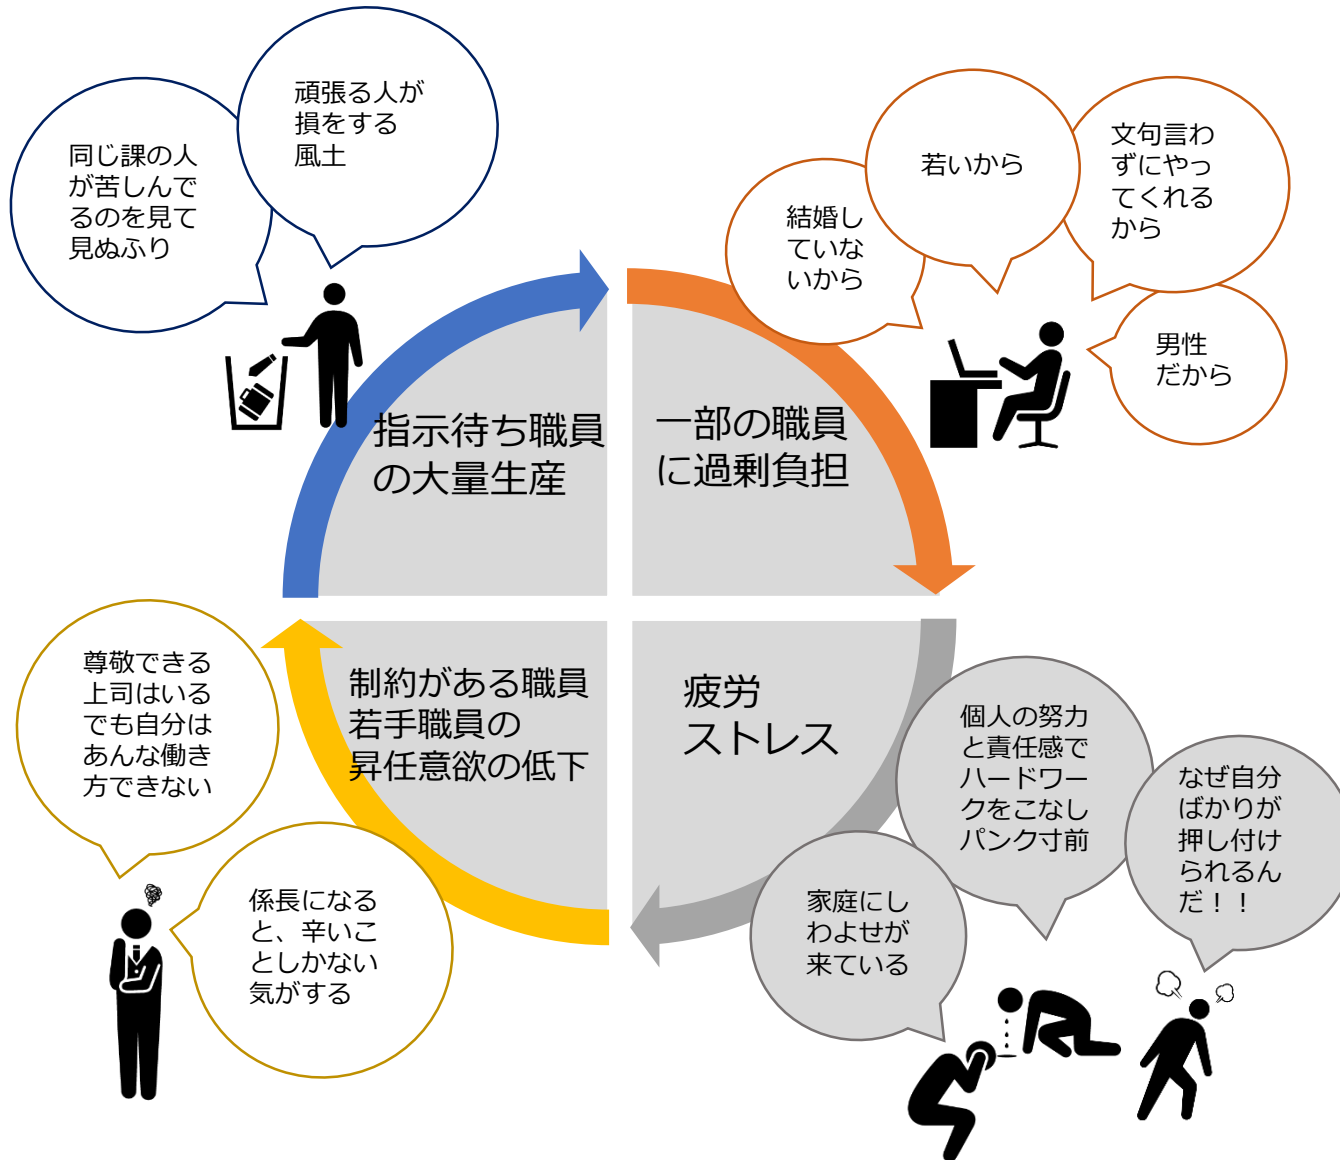 頑張る人が
損をする
風土
同じ課の人
が苦しんで
るのを見て
見ぬふり
結婚し
ていな
いから
若いから
文句言わ
ずにやっ
てくれる
から
男性
だから
指示待ち職員
の大量生産
一部の職員
に過剰負担
制約がある職員
若手職員の
昇任意欲の低下
疲労
ストレス
尊敬できる
上司はいる
でも自分は
あんな働き
方できない
係長になる
と、辛いこ
としかない
気がする
個人の努力
と責任感で
ハードワー
クをこなし
パンク寸前
なぜ自分
ばかりが
押し付け
られるん
だ！！
家庭にし
わよせが
来ている